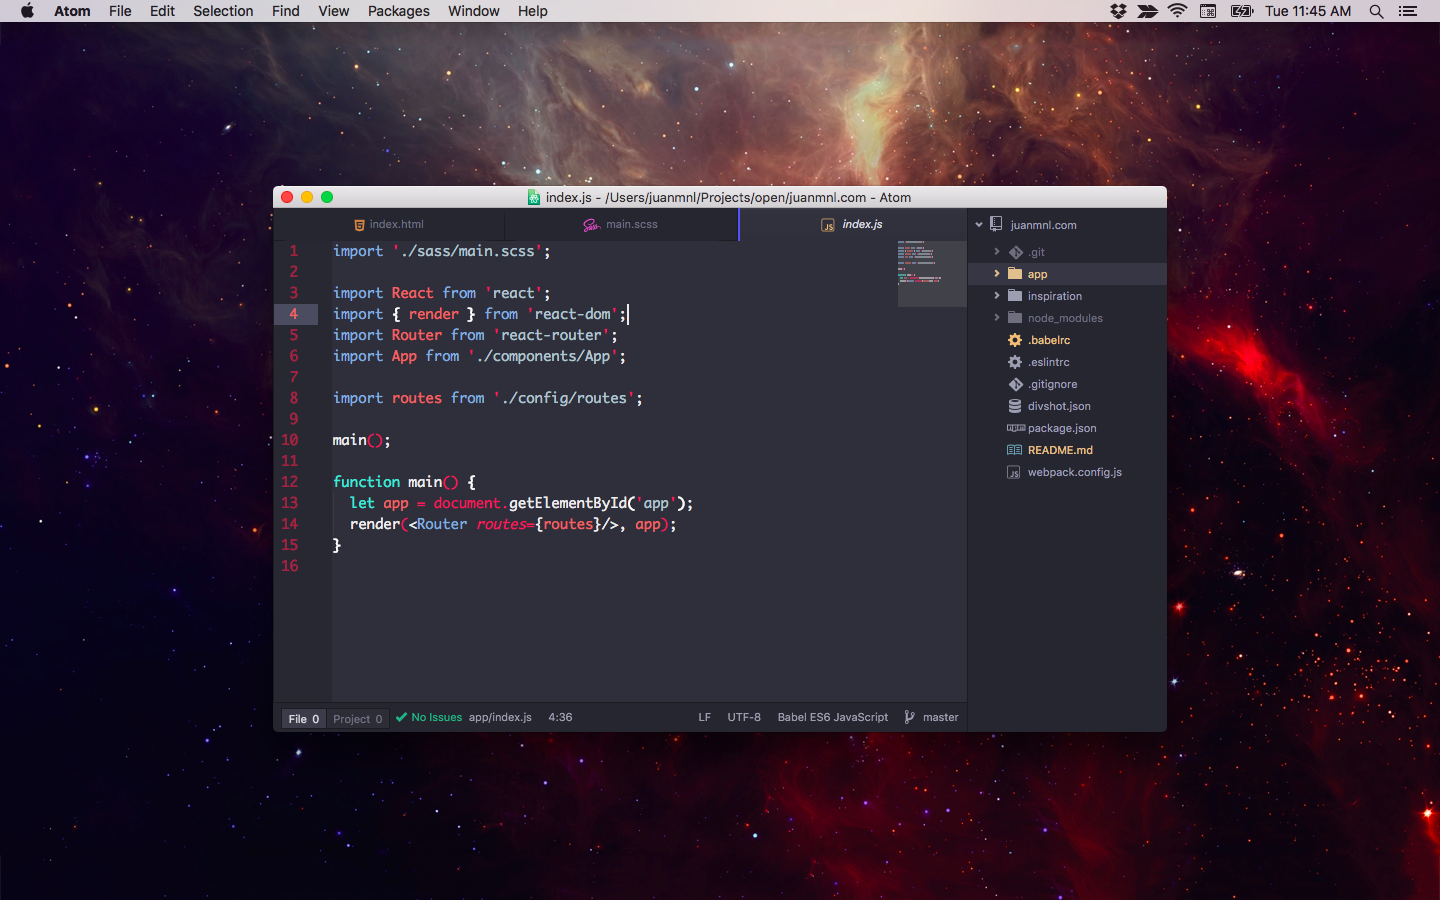 Atom File Edit Selection Find View Packages Window Help Tue 11:45 AM
index.js - /Users/juanmnl/Projects/open/juanmnl.com - Atom
index.html main.scss index.js
1 import './sass/main.scss';
2
3 import React from 'react';
4 import { render } from 'react-dom';
5 import Router from 'react-router';
6 import App from './components/App';
7
8 import routes from './config/routes';
9
10 main();
11
12 function main() {
13 let app = document.getElementById('app');
14 render(<Router routes={routes}/>, app);
15 }
16
juanmnl.com
.git
app
inspiration
node_modules
.babelrc
.eslintrc
.gitignore
divshot.json
package.json
README.md
JS webpack.config.js
File 0 Project 0 No Issues app/index.js 4:36 LF UTF-8 Babel ES6 JavaScript master